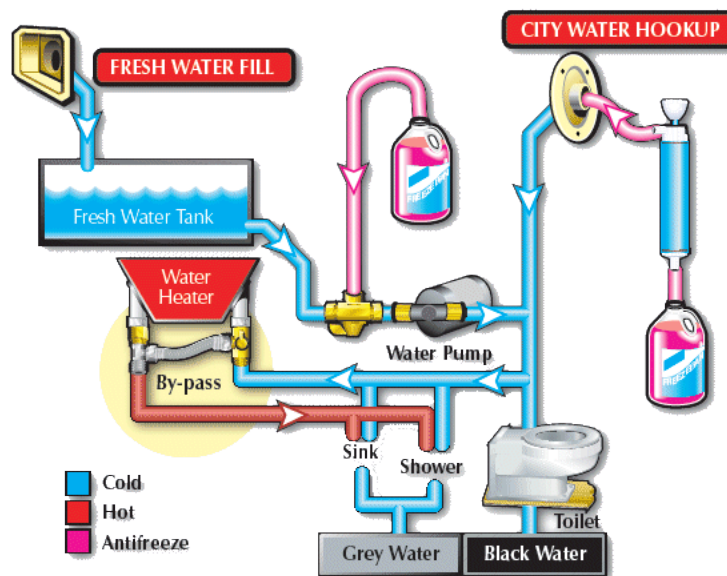 FRESH WATER FILL
CITY WATER HOOKUP
Fresh Water Tank
Water
Heater
Water Pump
By-pass
Sink
Shower
Cold
Hot
Antifreeze
Toilet
Grey Water
Black Water